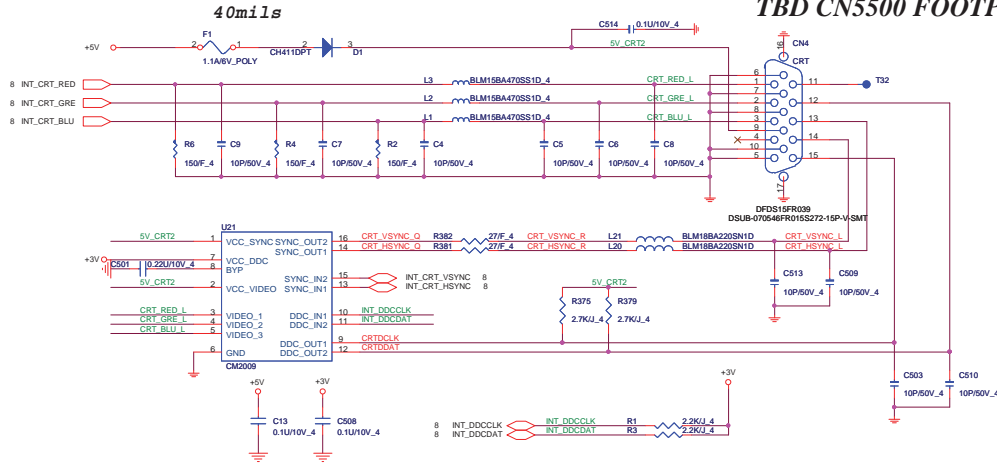 40mils
TBD CN5500 FOOTP
+5V
2
F1
1
1.1A/6V_POLY
2
CH411DPT
3
D1
C514
0.1U/10V_4
5V_CRT2
16
CN4
CRT
8 INT_CRT_RED
8 INT_CRT_GRE
8 INT_CRT_BLU
L3
BLM15BA470SS1D_4
CRT_RED_L
L2
BLM15BA470SS1D_4
CRT_GRE_L
L1
BLM15BA470SS1D_4
CRT_BLU_L
6
1
7
2
8
3
9
4
10
5
11
12
13
14
15
T32
17
R6
150/F_4
C9
10P/50V_4
R4
150/F_4
C7
10P/50V_4
R2
150/F_4
C4
10P/50V_4
C5
10P/50V_4
C6
10P/50V_4
C8
10P/50V_4
DFDS15FR039
DSUB-070546FR015S272-15P-V-SMT
U21
5V_CRT2
1
VCC_SYNC
SYNC_OUT2
16
CRT_VSYNC_Q
R382
27/F_4
CRT_VSYNC_R
L21
BLM18BA220SN1D
CRT_VSYNC_L
SYNC_OUT1
14
CRT_HSYNC_Q
R381
27/F_4
CRT_HSYNC_R
L20
CRT_HSYNC_L
+3V
7
VCC_DDC
C501
0.22U/10V_4
8
BYP
SYNC_IN2
15
INT_CRT_VSYNC 8
5V_CRT2
2
VCC_VIDEO
SYNC_IN1
13
INT_CRT_HSYNC 8
C513
10P/50V_4
C509
10P/50V_4
5V_CRT2
R375
2.7K/J_4
R379
2.7K/J_4
CRT_RED_L
3
VIDEO_1
DDC_IN1
10
INT_DDCCLK
CRT_GRE_L
4
VIDEO_2
DDC_IN2
11
INT_DDCDAT
CRT_BLU_L
5
VIDEO_3
DDC_OUT1
9
CRTDCLK
6
GND
DDC_OUT2
12
CRTDDAT
CM2009
C503
10P/50V_4
C510
10P/50V_4
+5V
+3V
+3V
C13
0.1U/10V_4
C508
0.1U/10V_4
8 INT_DDCCLK
INT_DDCCLK
R1
2.2K/J_4
8 INT_DDCDAT
INT_DDCDAT
R3
2.2K/J_4